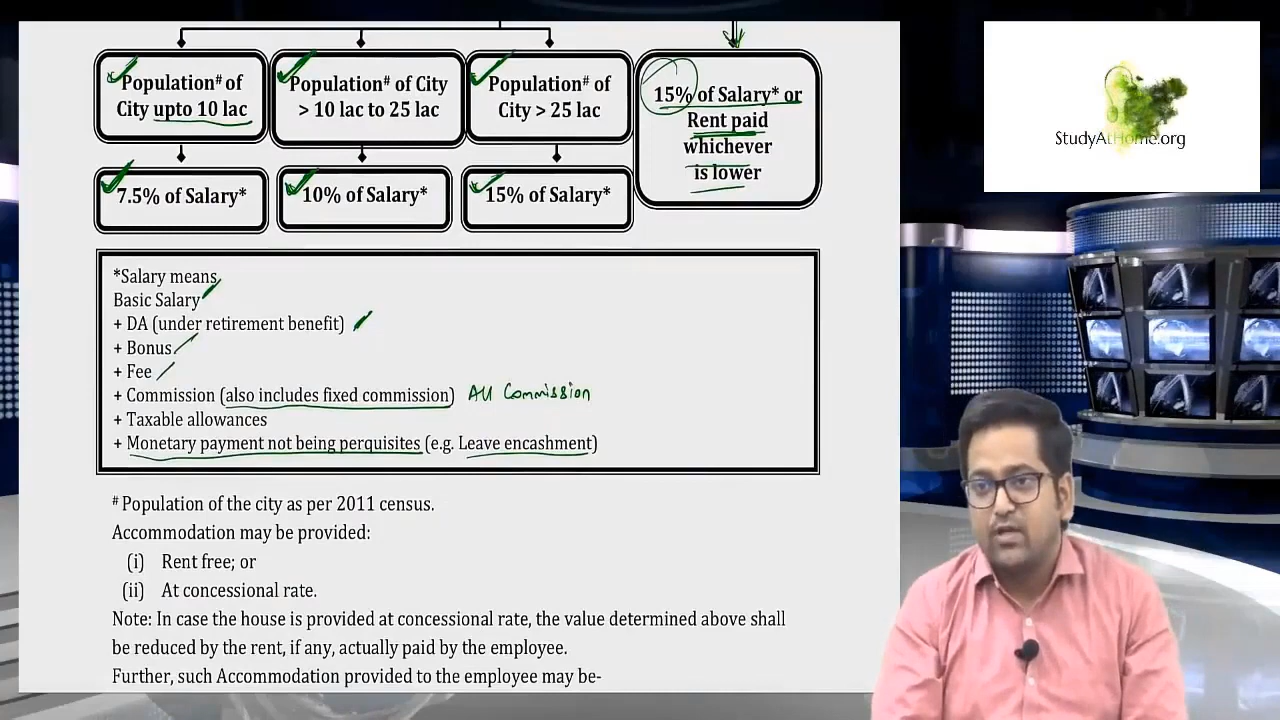 Population# of
City upto 10 lac
Population# of City
> 10 lac to 25 lac
Population# of
City > 25 lac
15% of Salary* or
Rent paid
whichever
is lower
7.5% of Salary*
10% of Salary*
15% of Salary*
StudyAtHome.org
*Salary means
Basic Salary
+ DA (under retirement benefit)
+ Bonus
+ Fee
+ Commission (also includes fixed commission) All Commission
+ Taxable allowances
+ Monetary payment not being perquisites (e.g. Leave encashment)
# Population of the city as per 2011 census.
Accommodation may be provided:
(i) Rent free; or
(ii) At concessional rate.
Note: In case the house is provided at concessional rate, the value determined above shall
be reduced by the rent, if any, actually paid by the employee.
Further, such Accommodation provided to the employee may be-